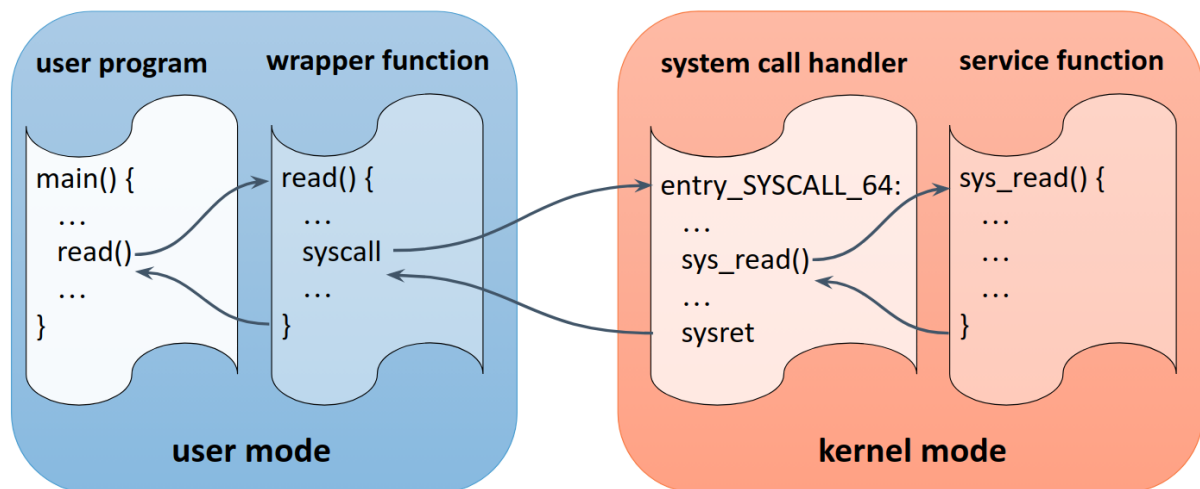 user program
main() {
...
read()
...
}
wrapper function
read() {
...
syscall
...
}
user mode
system call handler
entry_SYSCALL_64:
...
sys_read()
...
sysret
service function
sys_read() {
...
...
...
}
kernel mode